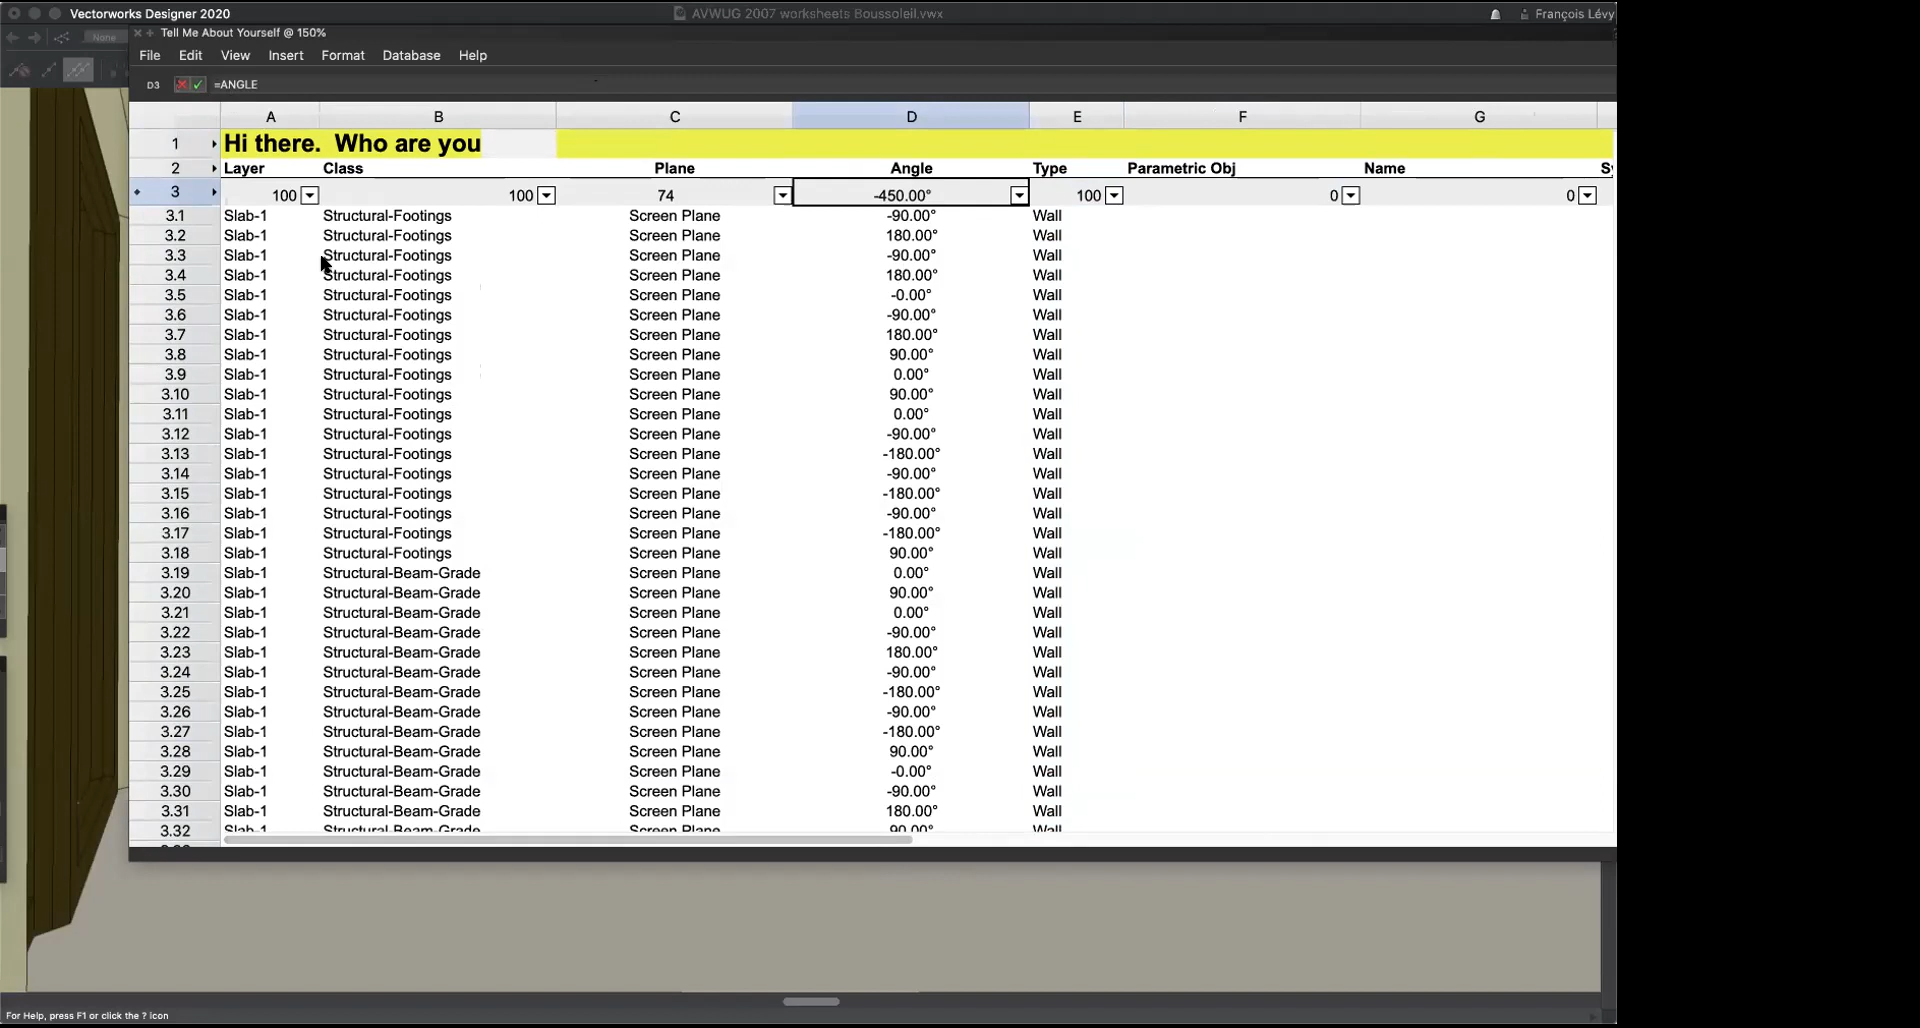 Vectorworks Designer 2020
AVWUG 2007 worksheets Boussoleil.vwx
François Lévy
None
Tell Me About Yourself @ 150%
File Edit View Insert Format Database Help
D3 =ANGLE
A B C D E F G
1 Hi there.  Who are you
2 Layer Class Plane Angle Type Parametric Obj Name
3 100 100 74 -450.00° 100 0 0
3.1 Slab-1 Structural-Footings Screen Plane -90.00° Wall
3.2 Slab-1 Structural-Footings Screen Plane 180.00° Wall
3.3 Slab-1 Structural-Footings Screen Plane -90.00° Wall
3.4 Slab-1 Structural-Footings Screen Plane 180.00° Wall
3.5 Slab-1 Structural-Footings Screen Plane -0.00° Wall
3.6 Slab-1 Structural-Footings Screen Plane -90.00° Wall
3.7 Slab-1 Structural-Footings Screen Plane 180.00° Wall
3.8 Slab-1 Structural-Footings Screen Plane 90.00° Wall
3.9 Slab-1 Structural-Footings Screen Plane 0.00° Wall
3.10 Slab-1 Structural-Footings Screen Plane 90.00° Wall
3.11 Slab-1 Structural-Footings Screen Plane 0.00° Wall
3.12 Slab-1 Structural-Footings Screen Plane -90.00° Wall
3.13 Slab-1 Structural-Footings Screen Plane -180.00° Wall
3.14 Slab-1 Structural-Footings Screen Plane -90.00° Wall
3.15 Slab-1 Structural-Footings Screen Plane -180.00° Wall
3.16 Slab-1 Structural-Footings Screen Plane -90.00° Wall
3.17 Slab-1 Structural-Footings Screen Plane -180.00° Wall
3.18 Slab-1 Structural-Footings Screen Plane 90.00° Wall
3.19 Slab-1 Structural-Beam-Grade Screen Plane 0.00° Wall
3.20 Slab-1 Structural-Beam-Grade Screen Plane 90.00° Wall
3.21 Slab-1 Structural-Beam-Grade Screen Plane 0.00° Wall
3.22 Slab-1 Structural-Beam-Grade Screen Plane -90.00° Wall
3.23 Slab-1 Structural-Beam-Grade Screen Plane 180.00° Wall
3.24 Slab-1 Structural-Beam-Grade Screen Plane -90.00° Wall
3.25 Slab-1 Structural-Beam-Grade Screen Plane -180.00° Wall
3.26 Slab-1 Structural-Beam-Grade Screen Plane -90.00° Wall
3.27 Slab-1 Structural-Beam-Grade Screen Plane -180.00° Wall
3.28 Slab-1 Structural-Beam-Grade Screen Plane 90.00° Wall
3.29 Slab-1 Structural-Beam-Grade Screen Plane -0.00° Wall
3.30 Slab-1 Structural-Beam-Grade Screen Plane -90.00° Wall
3.31 Slab-1 Structural-Beam-Grade Screen Plane 180.00° Wall
3.32 Slab-1 Structural-Beam-Grade Screen Plane 90.00° Wall
For Help, press F1 or click the ? icon